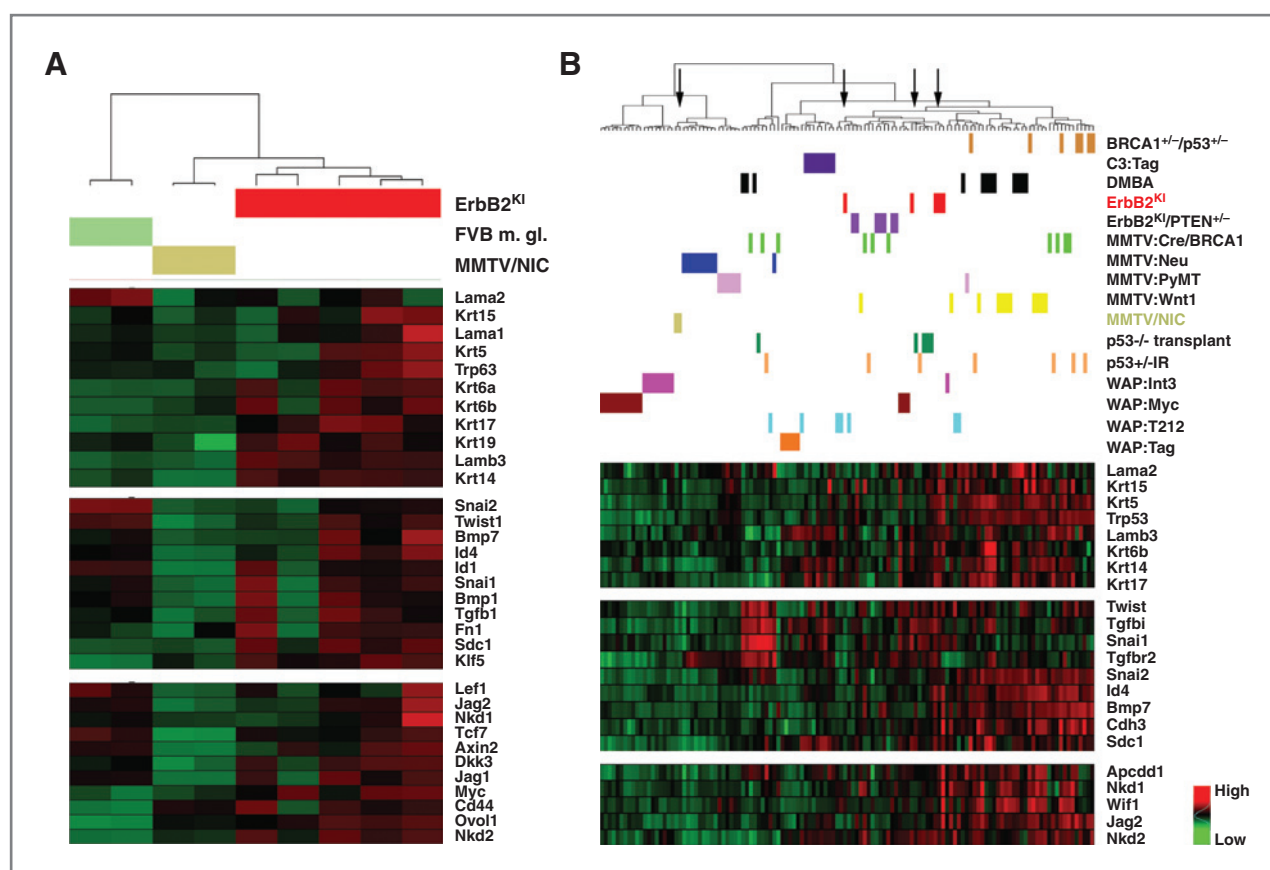 A
ErbB2KI
FVB m. gl.
MMTV/NIC
Lama2
Krt15
Lama1
Krt5
Trp63
Krt6a
Krt6b
Krt17
Krt19
Lamb3
Krt14
Snai2
Twist1
Bmp7
Id4
Id1
Snai1
Bmp1
Tgfb1
Fn1
Sdc1
Klf5
Lef1
Jag2
Nkd1
Tcf7
Axin2
Dkk3
Jag1
Myc
Cd44
Ovol1
Nkd2
B
BRCA1+/–/p53+/–
C3:Tag
DMBA
ErbB2KI
ErbB2KI/PTEN+/–
MMTV:Cre/BRCA1
MMTV:Neu
MMTV:PyMT
MMTV:Wnt1
MMTV/NIC
p53-/- transplant
p53+/-IR
WAP:Int3
WAP:Myc
WAP:T212
WAP:Tag
Lama2
Krt15
Krt5
Trp53
Lamb3
Krt6b
Krt14
Krt17
Twist
Tgfbi
Snai1
Tgfbr2
Snai2
Id4
Bmp7
Cdh3
Sdc1
Apcdd1
Nkd1
Wif1
Jag2
Nkd2
High
Low